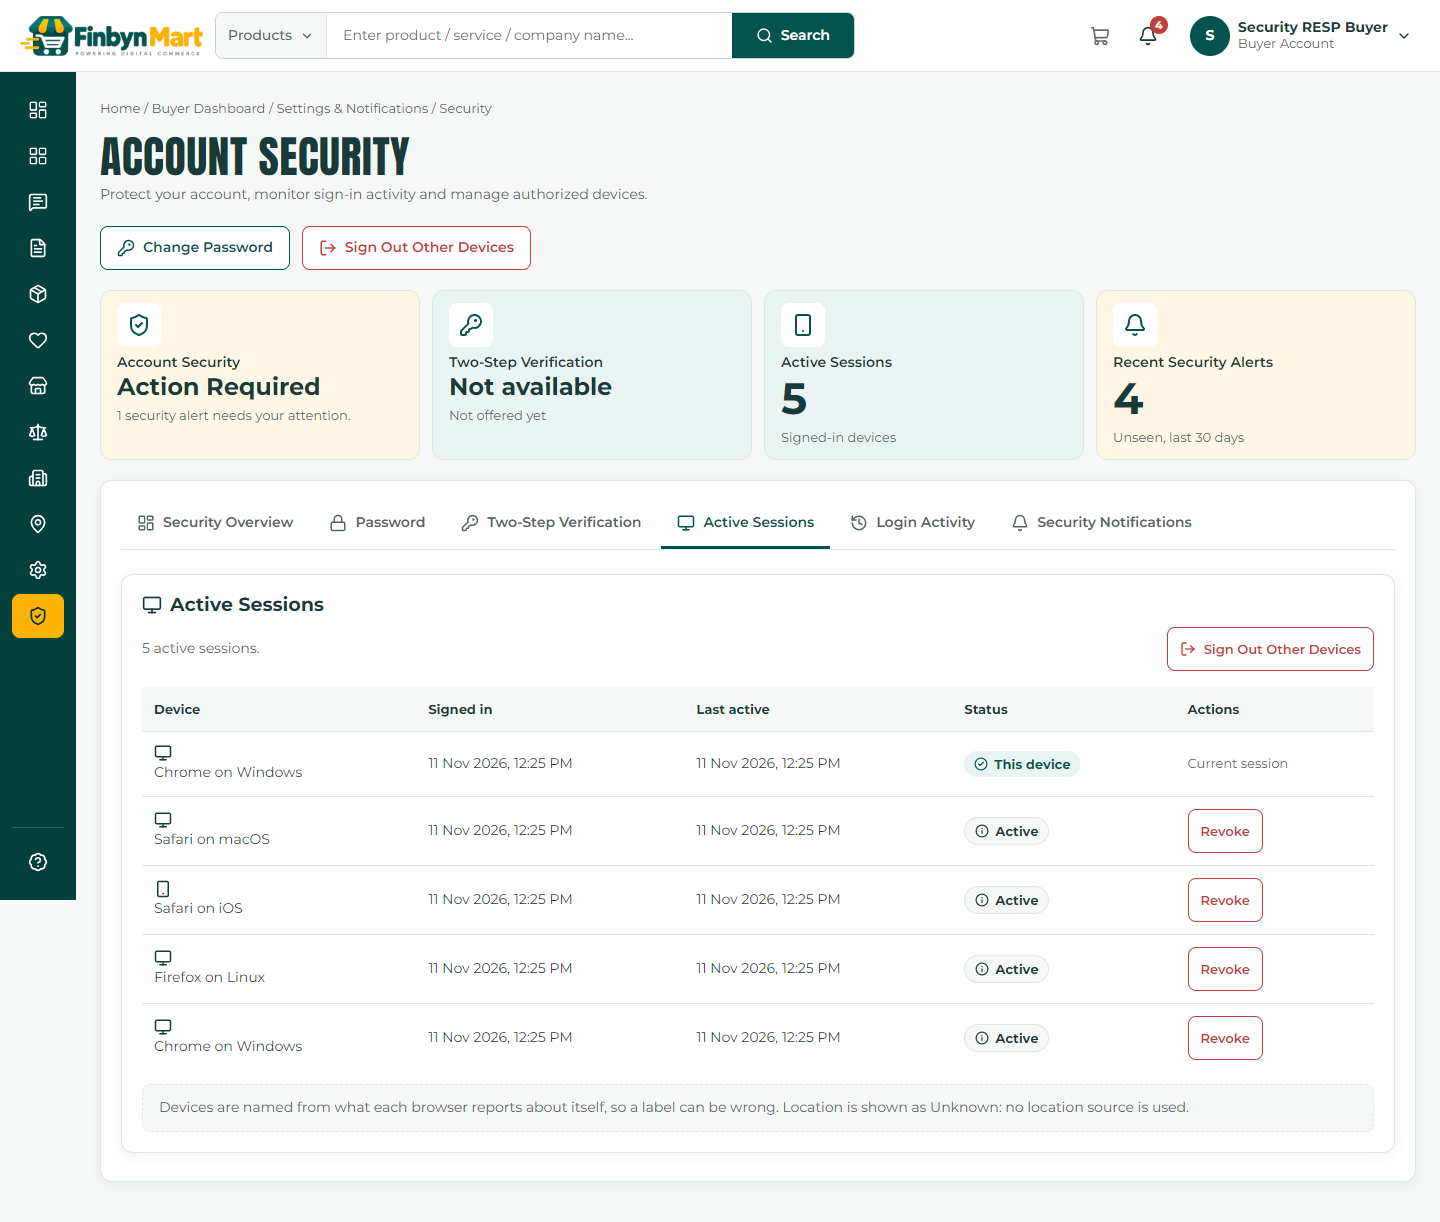 FinbynMart
POWERING DIGITAL COMMERCE
Products
Enter product / service / company name...
Search
4
S
Security RESP Buyer
Buyer Account
Home / Buyer Dashboard / Settings & Notifications / Security
ACCOUNT SECURITY
Protect your account, monitor sign-in activity and manage authorized devices.
Change Password
Sign Out Other Devices
Account Security
Action Required
1 security alert needs your attention.
Two-Step Verification
Not available
Not offered yet
Active Sessions
5
Signed-in devices
Recent Security Alerts
4
Unseen, last 30 days
Security Overview
Password
Two-Step Verification
Active Sessions
Login Activity
Security Notifications
Active Sessions
5 active sessions.
Sign Out Other Devices
Device Signed in Last active Status Actions
Chrome on Windows 11 Nov 2026, 12:25 PM 11 Nov 2026, 12:25 PM This device Current session
Safari on macOS 11 Nov 2026, 12:25 PM 11 Nov 2026, 12:25 PM Active Revoke
Safari on iOS 11 Nov 2026, 12:25 PM 11 Nov 2026, 12:25 PM Active Revoke
Firefox on Linux 11 Nov 2026, 12:25 PM 11 Nov 2026, 12:25 PM Active Revoke
Chrome on Windows 11 Nov 2026, 12:25 PM 11 Nov 2026, 12:25 PM Active Revoke
Devices are named from what each browser reports about itself, so a label can be wrong. Location is shown as Unknown: no location source is used.